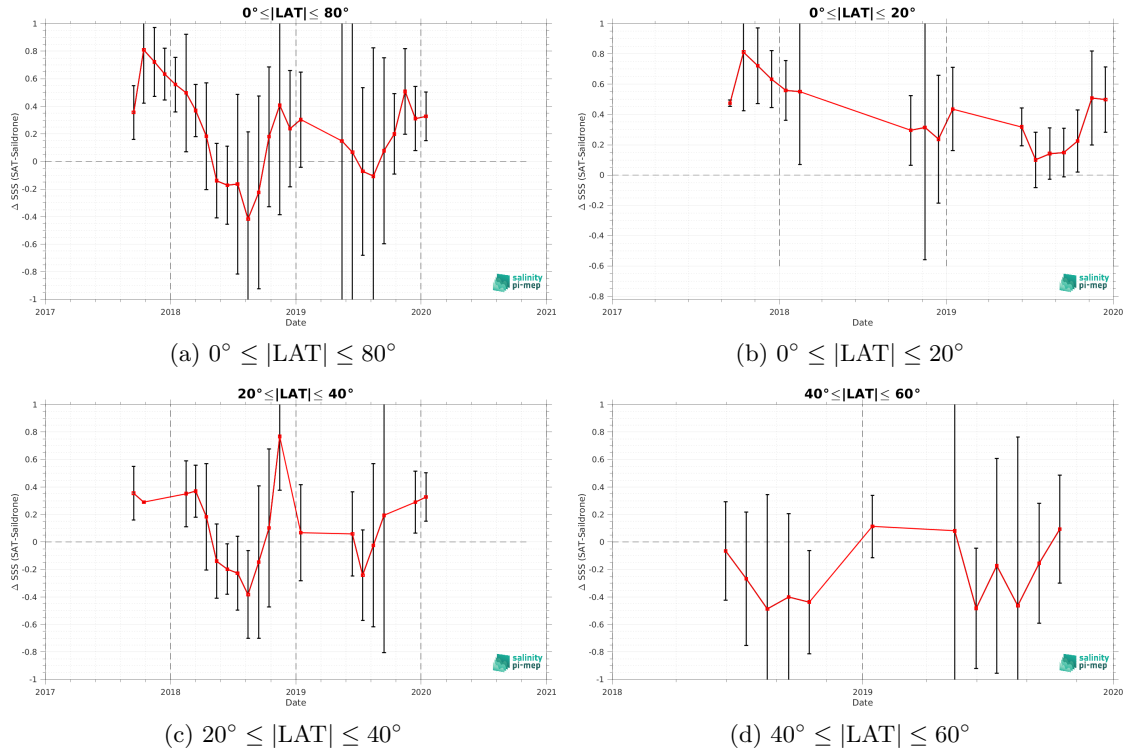 0°≤|LAT|≤ 80°
1
0.8
0.6
0.4
0.2
0
-0.2
-0.4
-0.6
-0.8
-1
Δ SSS (SAT-Saildrone)
2017
2018
2019
2020
2021
Date
salinity
pi-mep
(a) 0° ≤ |LAT| ≤ 80°
0°≤|LAT|≤ 20°
1
0.8
0.6
0.4
0.2
0
-0.2
-0.4
-0.6
-0.8
Δ SSS (SAT-Saildrone)
2017
2018
2019
2020
Date
salinity
pi-mep
(b) 0° ≤ |LAT| ≤ 20°
20°≤|LAT|≤ 40°
1
0.8
0.6
0.4
0.2
0
-0.2
-0.4
-0.6
-0.8
-1
Δ SSS (SAT-Saildrone)
2017
2018
2019
2020
2021
Date
salinity
pi-mep
(c) 20° ≤ |LAT| ≤ 40°
40°≤|LAT|≤ 60°
1
0.8
0.6
0.4
0.2
0
-0.2
-0.4
-0.6
-0.8
-1
Δ SSS (SAT-Saildrone)
2018
2019
2020
Date
salinity
pi-mep
(d) 40° ≤ |LAT| ≤ 60°